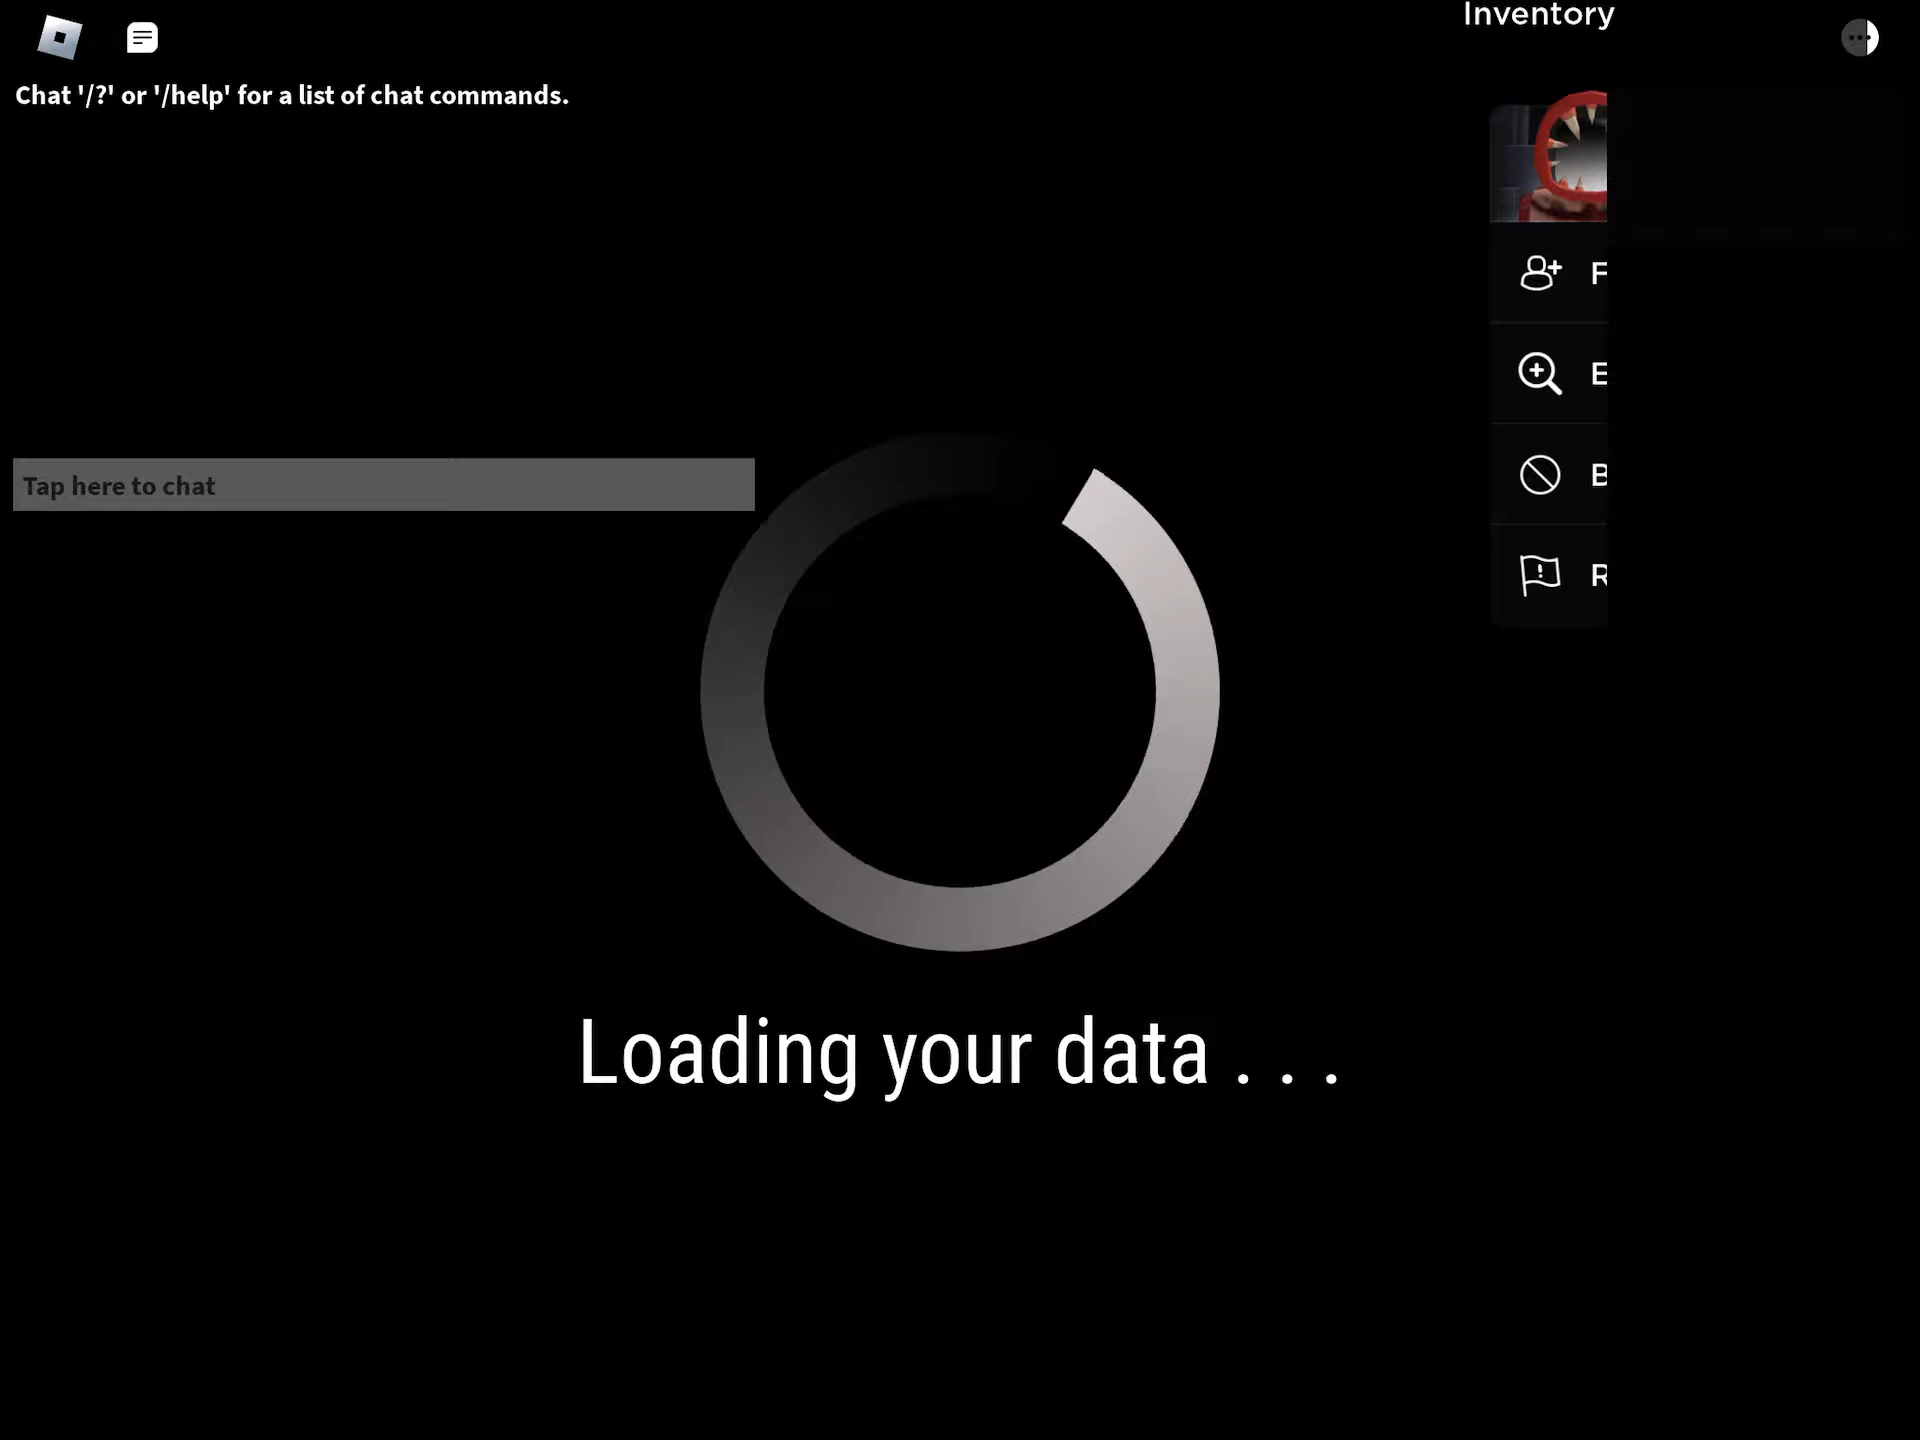 Inventory
Chat '/?' or '/help' for a list of chat commands.
F
E
B
R
Tap here to chat
Loading your data . . .